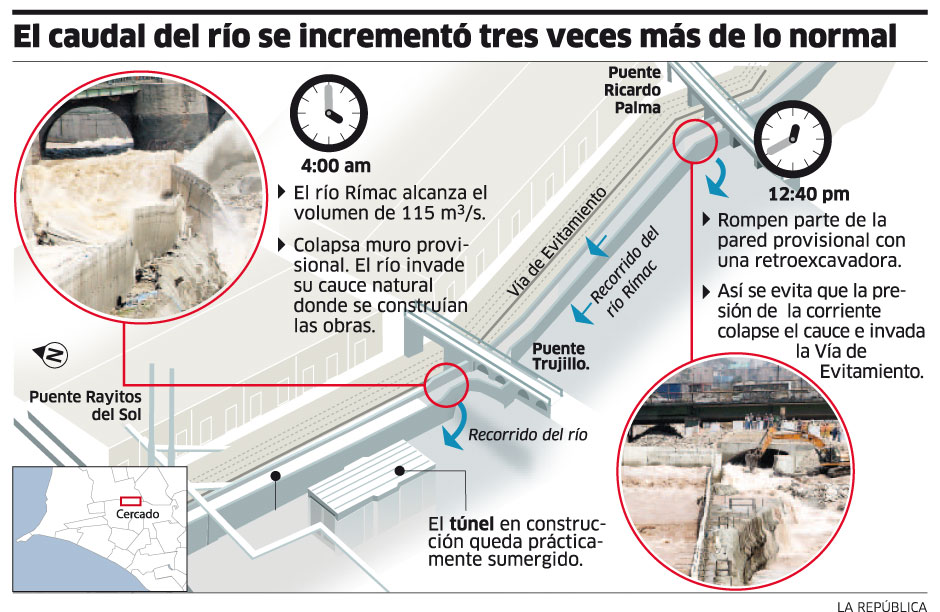 El caudal del río se incrementó tres veces más de lo normal
4:00 am
El río Rímac alcanza el
volumen de 115 m³/s.
Colapsa muro provi-
sional. El río invade
su cauce natural
donde se construían
las obras.
Puente
Ricardo
Palma
12:40 pm
Rompen parte de la
pared provisional con
una retroexcavadora.
Así se evita que la pre-
sión de la corriente
colapse el cauce e invada
la Vía de
Evitamiento.
Vía de Evitamiento
Recorrido del
río Rímac
Puente
Trujillo.
N
Puente Rayitos
del Sol
Recorrido del río
Cercado
El túnel en construc-
ción queda práctica-
mente sumergido.
LA REPÚBLICA